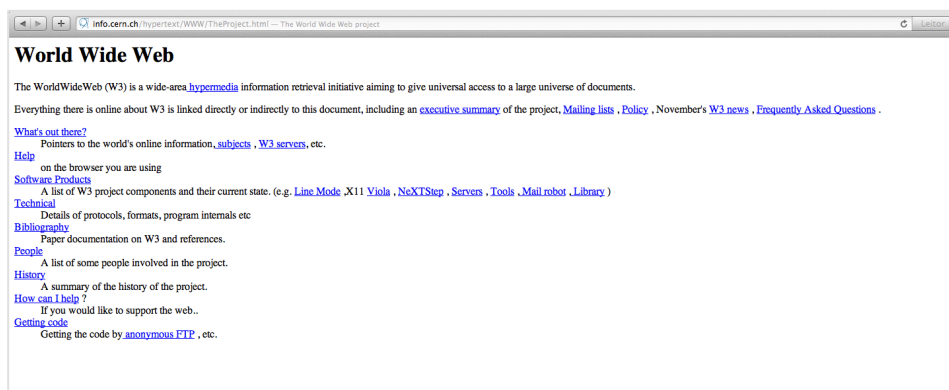 info.cern.ch/hypertext/WWW/TheProject.html — The World Wide Web project
Leitor
World Wide Web
The WorldWideWeb (W3) is a wide-area hypermedia information retrieval initiative aiming to give universal access to a large universe of documents.
Everything there is online about W3 is linked directly or indirectly to this document, including an executive summary of the project, Mailing lists , Policy , November's W3 news , Frequently Asked Questions .
What's out there?
Pointers to the world's online information, subjects , W3 servers, etc.
Help
on the browser you are using
Software Products
A list of W3 project components and their current state. (e.g. Line Mode ,X11 Viola , NeXTStep , Servers , Tools , Mail robot , Library )
Technical
Details of protocols, formats, program internals etc
Bibliography
Paper documentation on W3 and references.
People
A list of some people involved in the project.
History
A summary of the history of the project.
How can I help ?
If you would like to support the web..
Getting code
Getting the code by anonymous FTP , etc.